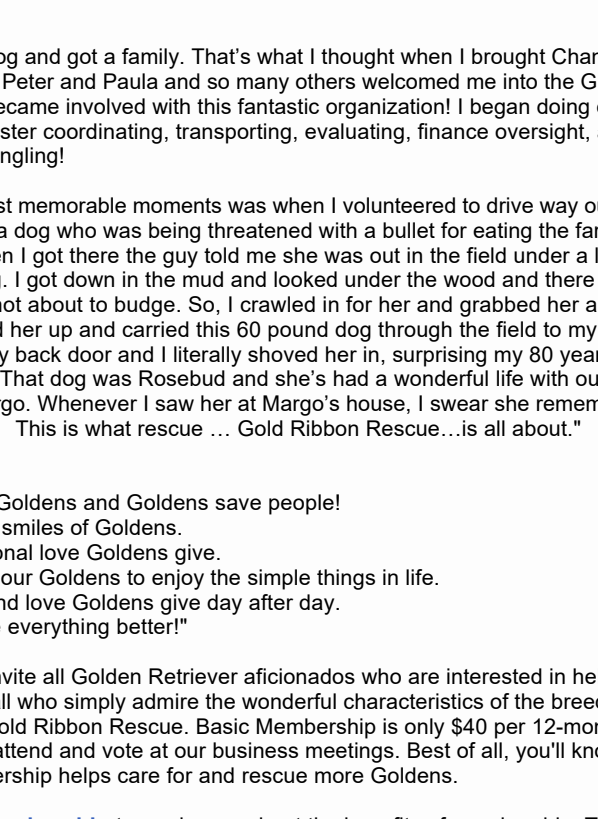 og and got a family. That's what I thought when I brought Chan
Peter and Paula and so many others welcomed me into the G
ecame involved with this fantastic organization! I began doing
ster coordinating, transporting, evaluating, finance oversight,
ngling!
st memorable moments was when I volunteered to drive way ou
a dog who was being threatened with a bullet for eating the far
en I got there the guy told me she was out in the field under a l
. I got down in the mud and looked under the wood and there
not about to budge. So, I crawled in for her and grabbed her a
d her up and carried this 60 pound dog through the field to my
y back door and I literally shoved her in, surprising my 80 year
That dog was Rosebud and she's had a wonderful life with ou
rgo. Whenever I saw her at Margo's house, I swear she remem
This is what rescue … Gold Ribbon Rescue…is all about."
Goldens and Goldens save people!
smiles of Goldens.
onal love Goldens give.
our Goldens to enjoy the simple things in life.
nd love Goldens give day after day.
everything better!"
nvite all Golden Retriever aficionados who are interested in he
all who simply admire the wonderful characteristics of the bree
old Ribbon Rescue. Basic Membership is only $40 per 12-mon
attend and vote at our business meetings. Best of all, you'll kno
ership helps care for and rescue more Goldens.